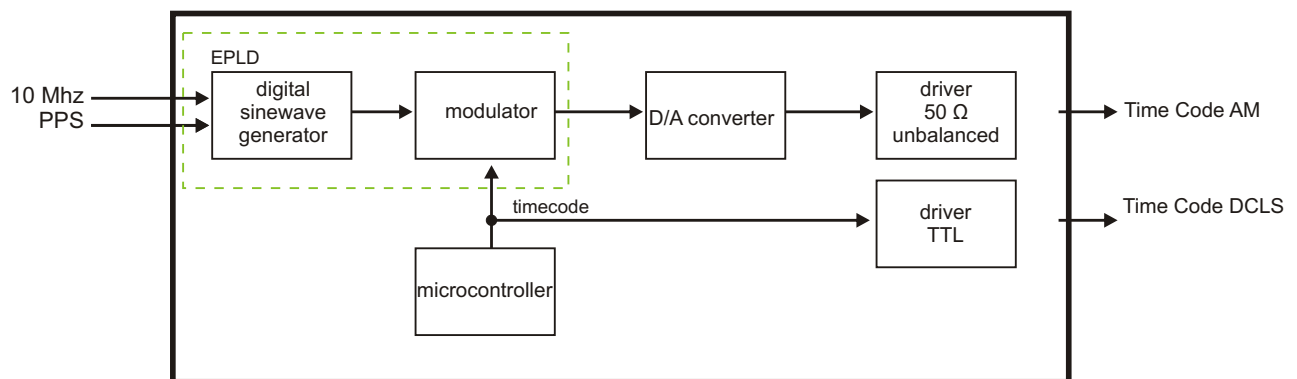 EPLD
10 Mhz
PPS
digital
sinewave
generator
modulator
D/A converter
driver
50 Ω
unbalanced
Time Code AM
timecode
driver
TTL
Time Code DCLS
microcontroller